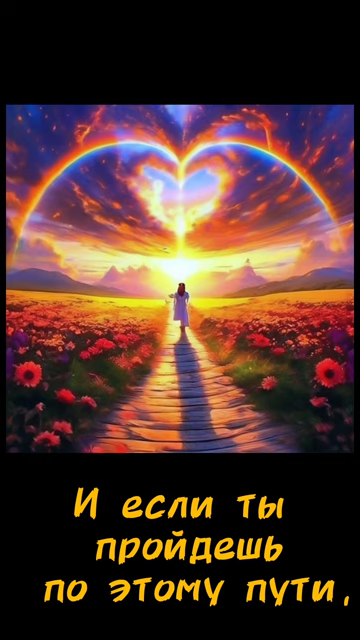 И если ты
пройдешь
по этому пути,